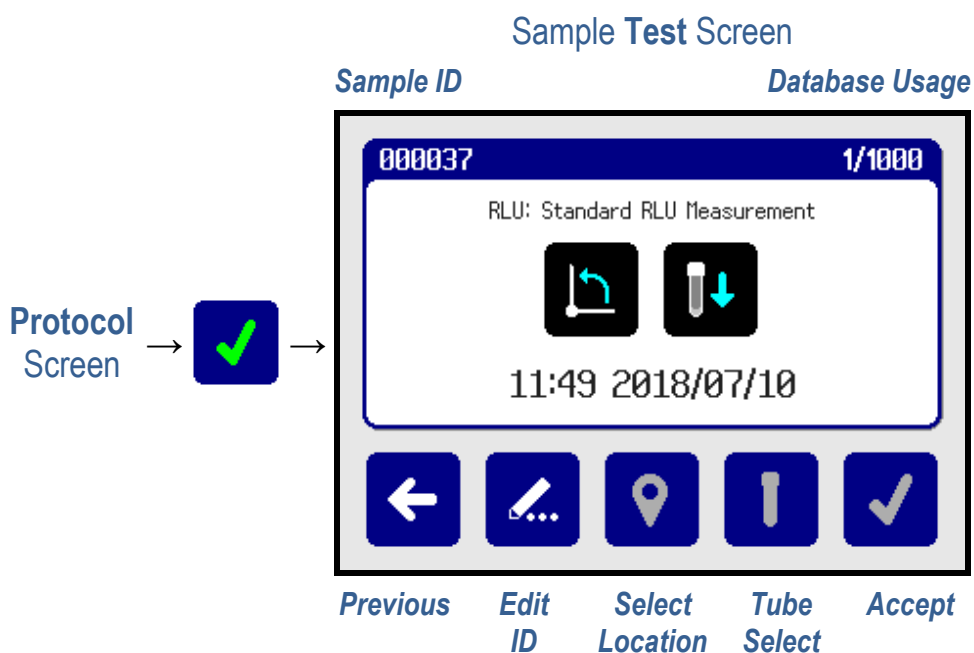 Sample Test Screen
Sample ID Database Usage
000037 1/1000
RLU: Standard RLU Measurement
11:49 2018/07/10
Protocol
Screen
Previous Edit ID Select Location Tube Select Accept